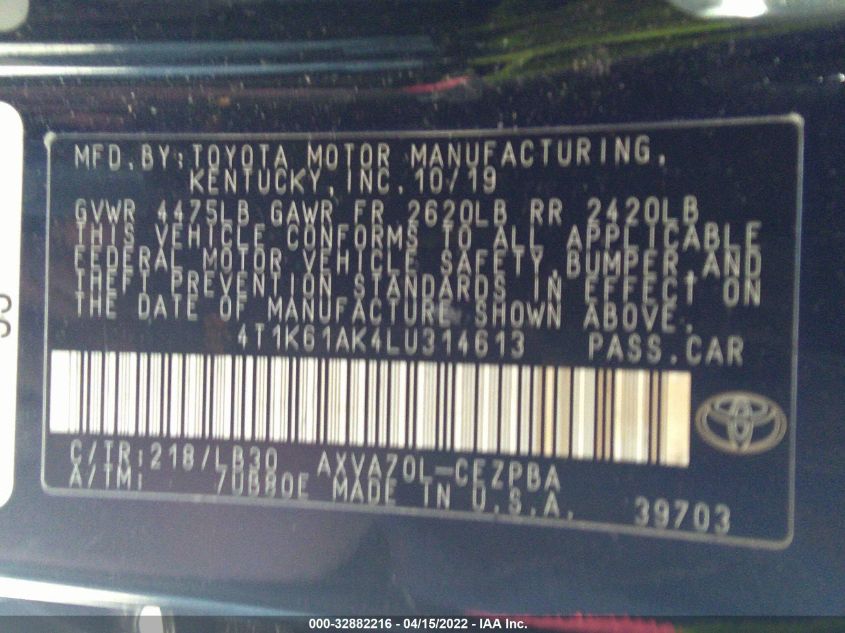 MFD. BY: TOYOTA MOTOR MANUFACTURING,
KENTUCKY, INC. 10/19
GVWR 4475LB GAWR FR 2620LB RR 2420LB
THIS VEHICLE CONFORMS TO ALL APPLICABLE
FEDERAL MOTOR VEHICLE SAFETY, BUMPER, AND
THEFT PREVENTION STANDARDS IN EFFECT ON
THE DATE OF MANUFACTURE SHOWN ABOVE.
4T1K61AK4LU314613 PASS. CAR
C/TR: 218/LB30 AXVA70L-CEZPBA
A/TM: /UB80E MADE IN U.S.A. 39703
000-32882216 - 04/15/2022 - IAA Inc.